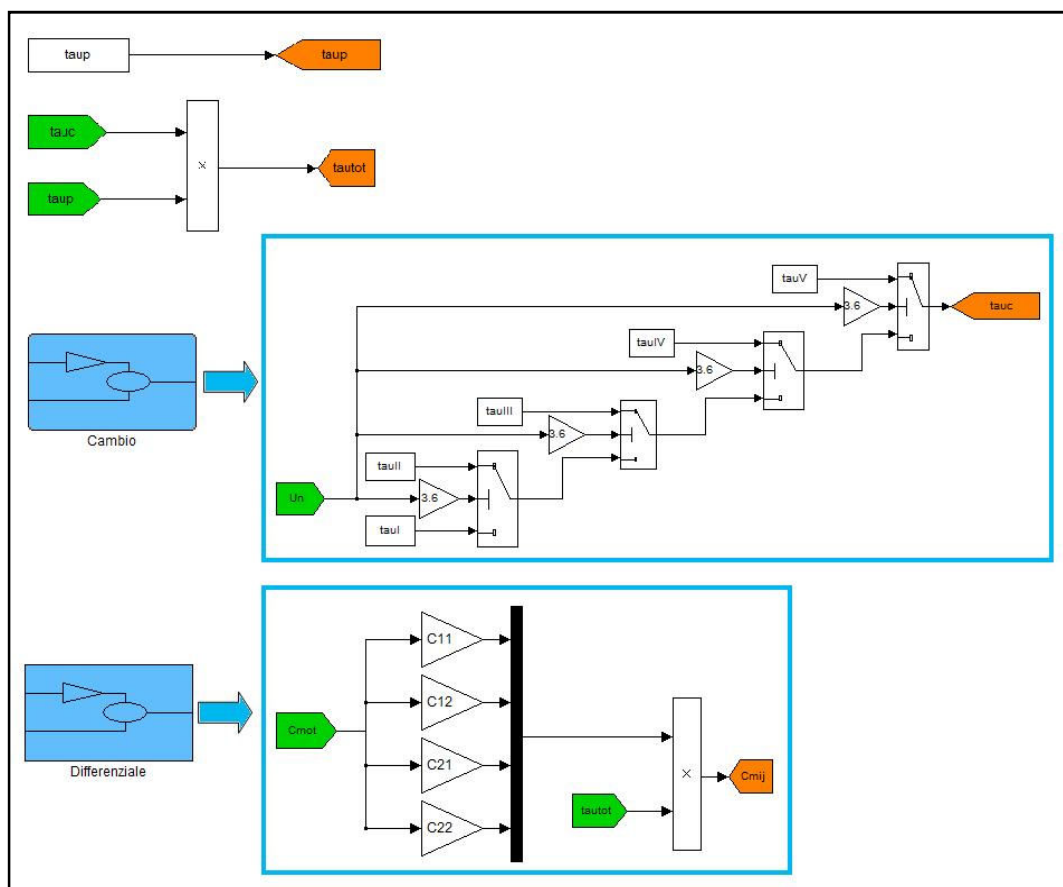 taup
taup
tauc
taup
×
tautot
tauV
3.6
tauc
tauIV
3.6
tauIII
3.6
Cambio
tauII
Un
3.6
tauI
C11
C12
Cmot
C21
C22
×
Cmij
tautot
Differenziale